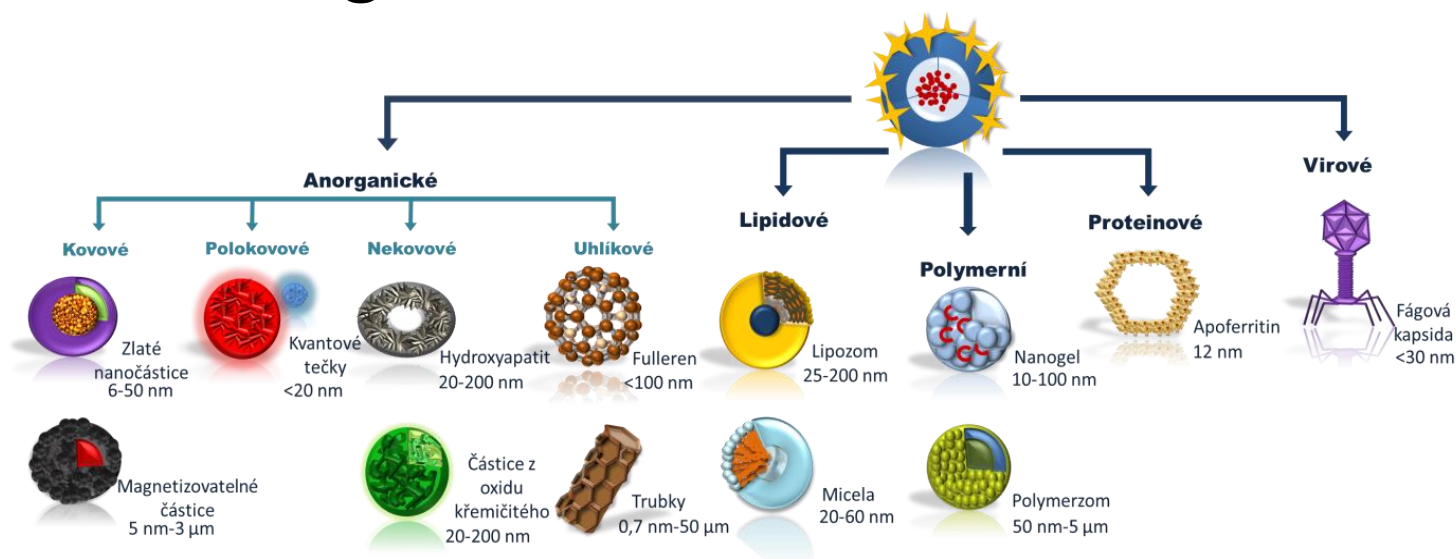 Anorganické
Lipidové
Polymerní
Proteinové
Virové
Kovové
Polokovové
Nekovové
Uhlíkové
Zlaté
nanočástice
6-50 nm
Kvantové
tečky
<20 nm
Hydroxyapatit
20-200 nm
Fulleren
<100 nm
Lipozom
25-200 nm
Nanogel
10-100 nm
Apoferritin
12 nm
Fágová
kapsida
<30 nm
Magnetizovatelné
částice
5 nm-3 µm
Částice z
oxidu
křemičitého
20-200 nm
Trubky
0,7 nm-50 µm
Micela
20-60 nm
Polymerzom
50 nm-5 µm